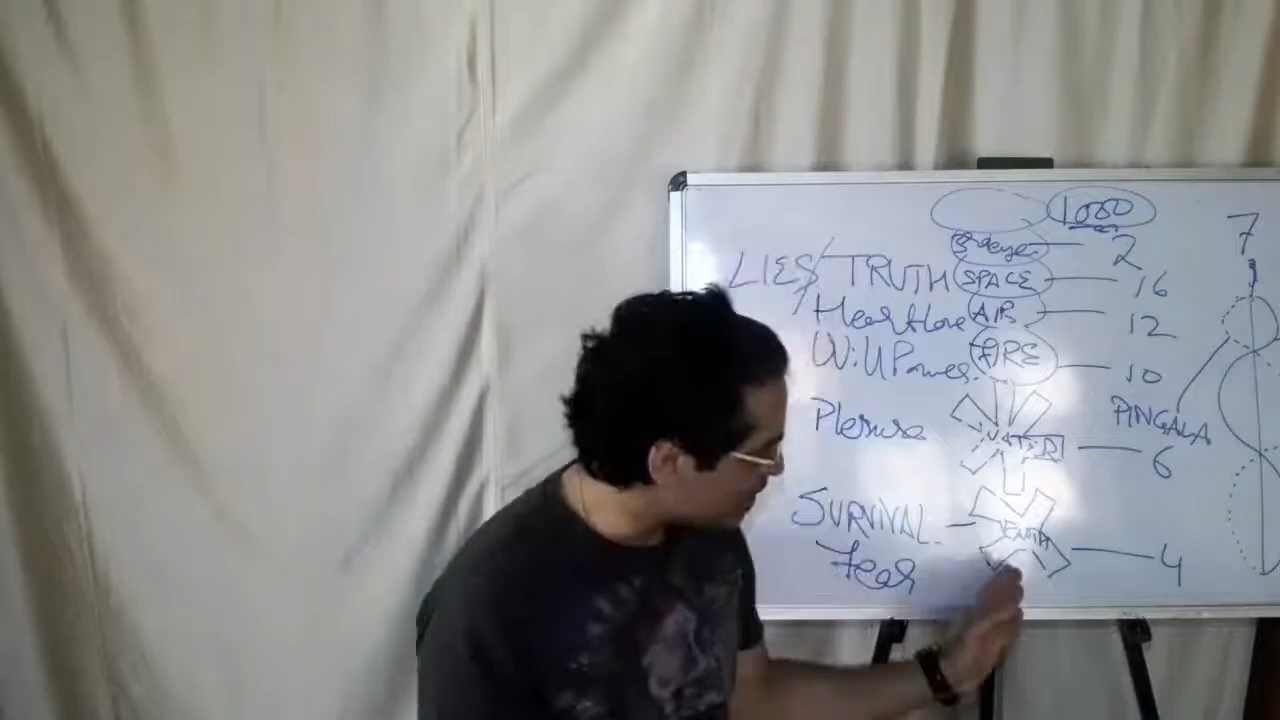 1000
7
3rd eye 2
LIES/TRUTH SPACE 16
Heart love AIR 12
Will Power FIRE 10
PINGALA
Plesure WATER 6
SURVIVAL EARTH 4
Fear